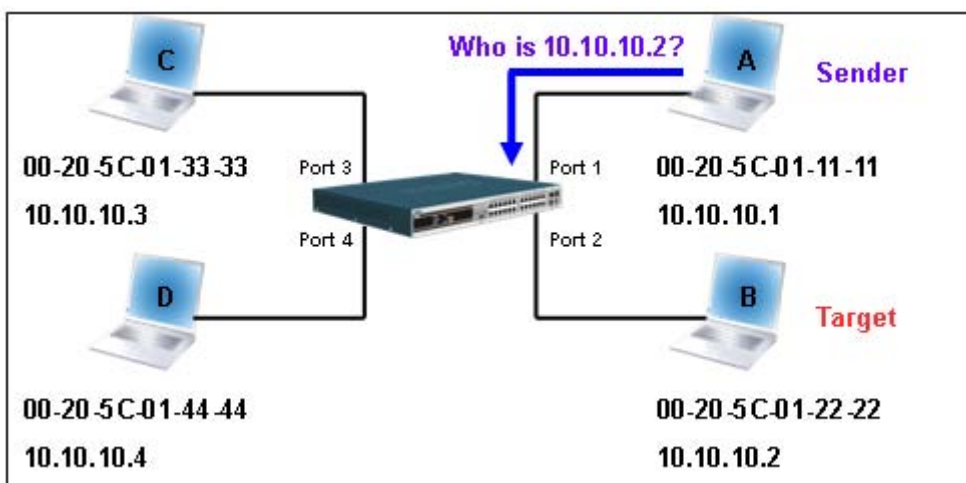 Who is 10.10.10.2?
C
A
Sender
00-20-5C-01-33-33
Port 3
Port 1
00-20-5C-01-11-11
10.10.10.3
10.10.10.1
Port 4
Port 2
D
B
Target
00-20-5C-01-44-44
00-20-5C-01-22-22
10.10.10.4
10.10.10.2